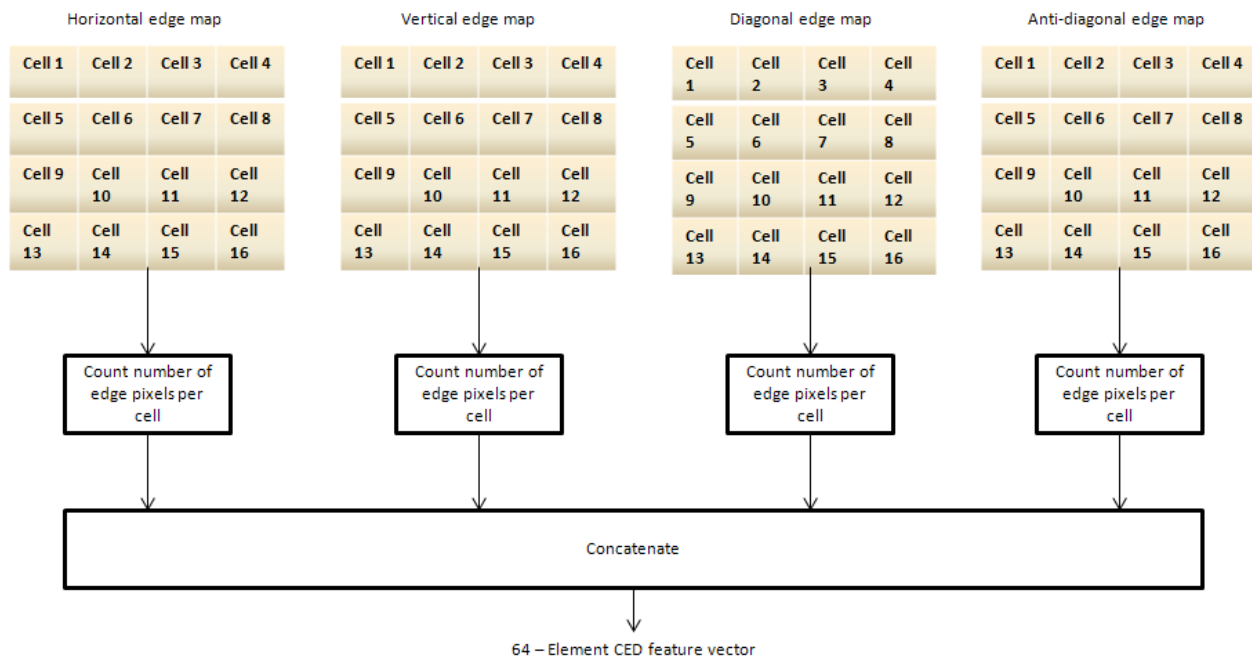 Horizontal edge map
Vertical edge map
Diagonal edge map
Anti-diagonal edge map
Cell 1 Cell 2 Cell 3 Cell 4
Cell 5 Cell 6 Cell 7 Cell 8
Cell 9 Cell 10 Cell 11 Cell 12
Cell 13 Cell 14 Cell 15 Cell 16
Cell 1 Cell 2 Cell 3 Cell 4
Cell 5 Cell 6 Cell 7 Cell 8
Cell 9 Cell 10 Cell 11 Cell 12
Cell 13 Cell 14 Cell 15 Cell 16
Cell 1 Cell 2 Cell 3 Cell 4
Cell 5 Cell 6 Cell 7 Cell 8
Cell 9 Cell 10 Cell 11 Cell 12
Cell 13 Cell 14 Cell 15 Cell 16
Cell 1 Cell 2 Cell 3 Cell 4
Cell 5 Cell 6 Cell 7 Cell 8
Cell 9 Cell 10 Cell 11 Cell 12
Cell 13 Cell 14 Cell 15 Cell 16
Count number of
edge pixels per
cell
Count number of
edge pixels per
cell
Count number of
edge pixels per
cell
Count number of
edge pixels per
cell
Concatenate
64 – Element CED feature vector